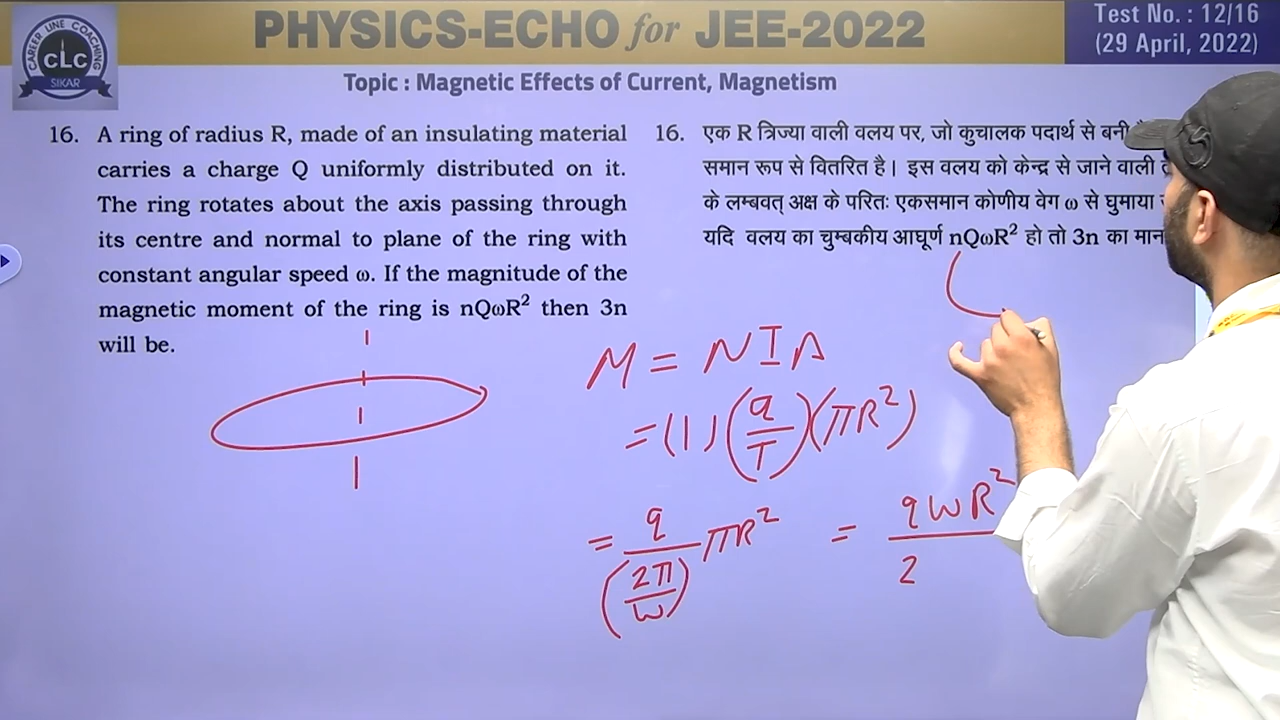 PHYSICS-ECHO for JEE-2022
Test No. : 12/16
(29 April, 2022)
CAREER LINE COACHING
CLC
SIKAR
Topic : Magnetic Effects of Current, Magnetism
16. A ring of radius R, made of an insulating material
carries a charge Q uniformly distributed on it.
The ring rotates about the axis passing through
its centre and normal to plane of the ring with
constant angular speed ω. If the magnitude of the
magnetic moment of the ring is nQωR² then 3n
will be.
16. एक R त्रिज्या वाली वलय पर, जो कुचालक पदार्थ से बनी
समान रूप से वितरित है। इस वलय को केन्द्र से जाने वाली
के लम्बवत् अक्ष के परितः एकसमान कोणीय वेग ω से घुमाया
यदि वलय का चुम्बकीय आघूर्ण nQωR² हो तो 3n का मान
M = NIA
= (1) (q/T) (πR²)
= q/(2π/ω) πR² = qωR²/2